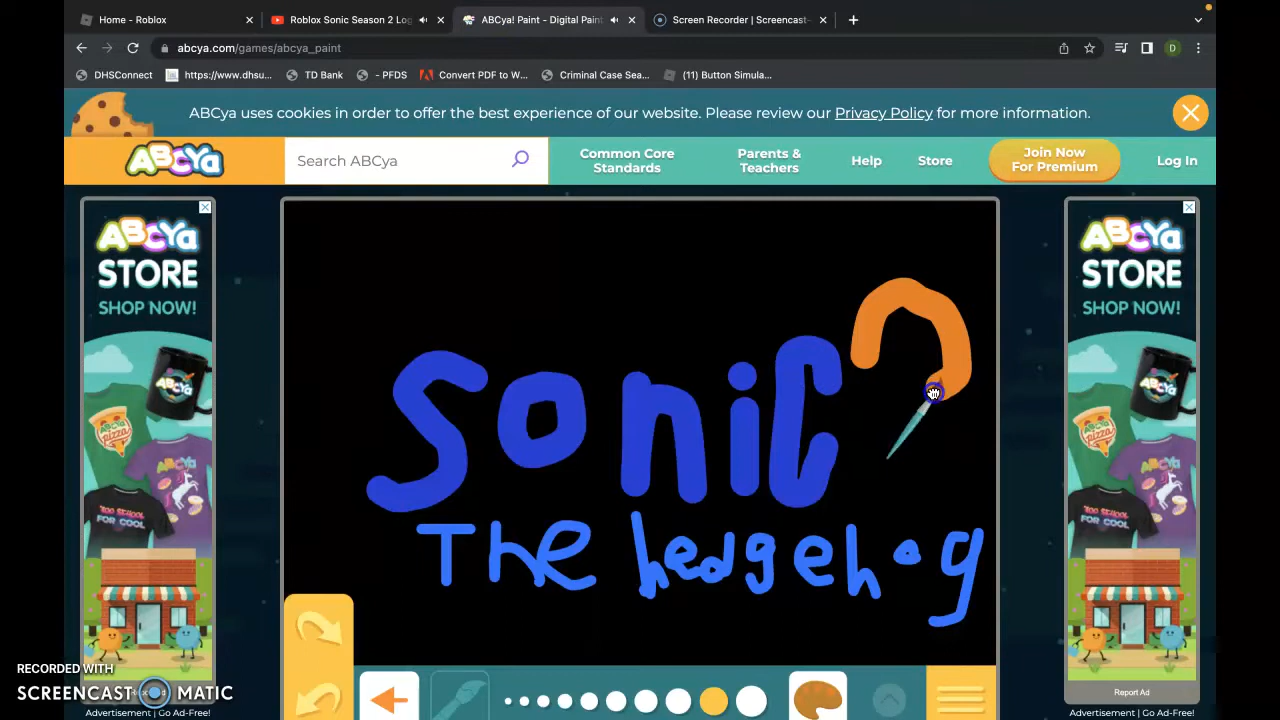 Home - Roblox
Roblox Sonic Season 2 Log
ABCya! Paint - Digital Paint
Screen Recorder | Screencast-
abcya.com/games/abcya_paint
D
DHSConnect
https://www.dhsu...
TD Bank
- PFDS
Convert PDF to W...
Criminal Case Sea...
(11) Button Simula...
ABCya uses cookies in order to offer the best experience of our website. Please review our Privacy Policy for more information.
ABCYa
Search ABCya
Common Core
Standards
Parents &
Teachers
Help
Store
Join Now
For Premium
Log In
ABCYa
STORE
SHOP NOW!
ABCYa
STORE
SHOP NOW!
Sonic 2
The hedgehog
RECORDED WITH
SCREENCAST MATIC
Report Ad
Advertisement | Go Ad-Free!
Advertisement | Go Ad-Free!